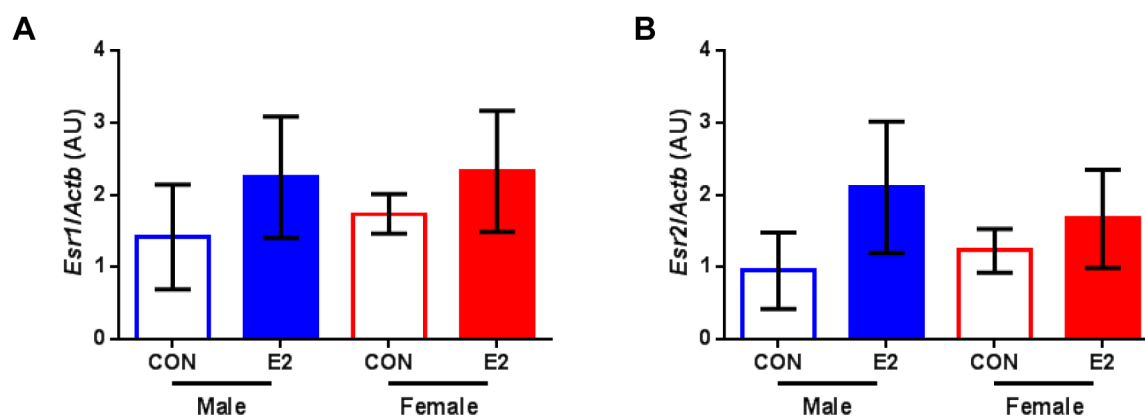 A
Esr1/Actb (AU)
4
3
2
1
0
CON E2 CON E2
Male Female
B
Esr2/Actb (AU)
4
3
2
1
0
CON E2 CON E2
Male Female